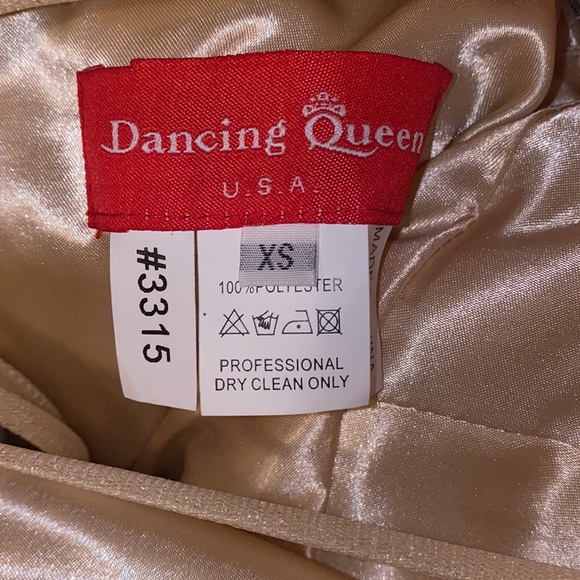 Dancing Queen
U.S.A.
#3315
XS
100%POLYESTER
PROFESSIONAL
DRY CLEAN ONLY